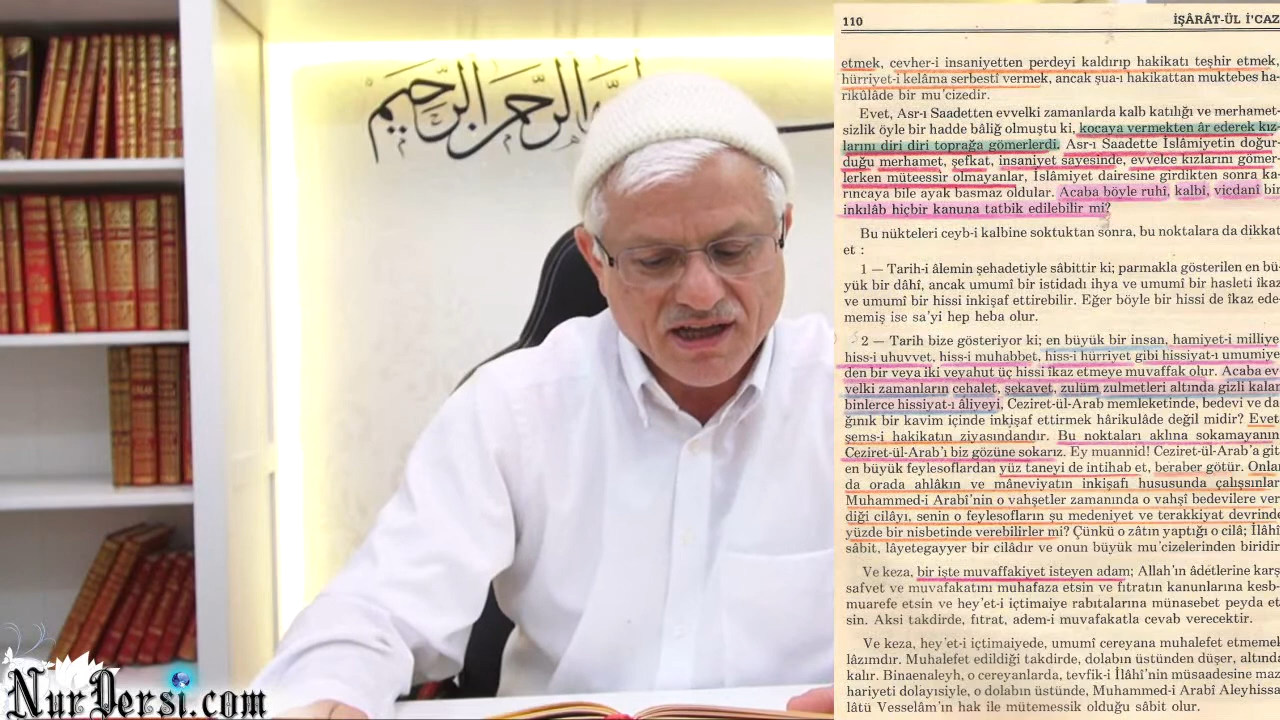 الرحمن الرحيم
110 İŞÂRÂT-ÜL İ'CAZ
etmek, cevher-i insaniyetten perdeyi kaldırıp hakikatı teşhir etmek,
hürriyet-i kelâma serbestî vermek, ancak şua-ı hakikattan muktebes ha-
rikulâde bir mu'cizedir.
Evet, Asr-ı Saadetten evvelki zamanlarda kalb katılığı ve merhamet-
sizlik öyle bir hadde bâliğ olmuştu ki, kocaya vermekten âr ederek kız-
larını diri diri toprağa gömerlerdi. Asr-ı Saadette İslâmiyetin doğur-
duğu merhamet, şefkat, insaniyet sayesinde, evvelce kızlarını gömer-
lerken müteessir olmayanlar, İslâmiyet dairesine girdikten sonra ka-
rıncaya bile ayak basmaz oldular. Acaba böyle ruhî, kalbî, vicdanî bir
inkılâb hiçbir kanuna tatbik edilebilir mi?
Bu nükteleri ceyb-i kalbine soktuktan sonra, bu noktalara da dikkat
et :
1 — Tarih-i âlemin şehadetiyle sâbittir ki; parmakla gösterilen en bü-
yük bir dâhî, ancak umumî bir istidadı ihya ve umumî bir hasleti îkaz
ve umumî bir hissi inkişaf ettirebilir. Eğer böyle bir hissi de îkaz ede
memiş ise sa'yi hep heba olur.
2 — Tarih bize gösteriyor ki; en büyük bir insan, hamiyet-i milliye
hiss-i uhuvvet, hiss-i muhabbet, hiss-i hürriyet gibi hissiyat-ı umumiye
den bir veya iki veyahut üç hissi îkaz etmeye muvaffak olur. Acaba ev
velki zamanların cehalet, şekavet, zulüm zulmetleri altında gizli kalan
binlerce hissiyat-ı âliyeyi, Ceziret-ül-Arab memleketinde, bedevi ve da
ğınık bir kavim içinde inkişaf ettirmek hârikulâde değil midir? Evet
şems-i hakikatın ziyasındandır. Bu noktaları aklına sokamayanın
Ceziret-ül-Arab'ı biz gözüne sokarız. Ey muannid! Ceziret-ül-Arab'a git
en büyük feylesoflardan yüz taneyi de intihab et, beraber götür. Onlar
da orada ahlâkın ve mâneviyatın inkişafı hususunda çalışsınlar
Muhammed-i Arabî'nin o vahşetler zamanında o vahşî bedevilere ver
diği cilâyı, senin o feylesofların şu medeniyet ve terakkiyat devrinde
yüzde bir nisbetinde verebilirler mi? Çünkü o zâtın yaptığı o cilâ; İlâhî
sâbit, lâyetegayyer bir cilâdır ve onun büyük mu'cizelerinden biridir
Ve keza, bir işte muvaffakiyet isteyen adam; Allah'ın âdetlerine karş
safvet ve muvafakatını muhafaza etsin ve fıtratın kanunlarına kesb-
muarefe etsin ve hey'et-i içtimaiye rabıtalarına münasebet peyda et
sin. Aksi takdirde, fıtrat, adem-i muvafakatla cevab verecektir.
Ve keza, hey'et-i içtimaiyede, umumî cereyana muhalefet etmemek
lâzımdır. Muhalefet edildiği takdirde, dolabın üstünden düşer, altında
kalır. Binaenaleyh, o cereyanlarda, tevfik-i İlâhî'nin müsaadesine maz
hariyeti dolayısiyle, o dolabın üstünde, Muhammed-i Arabî Aleyhissa
lâtü Vesselâm'ın hak ile mütemessik olduğu sâbit olur.
NurDersi.com